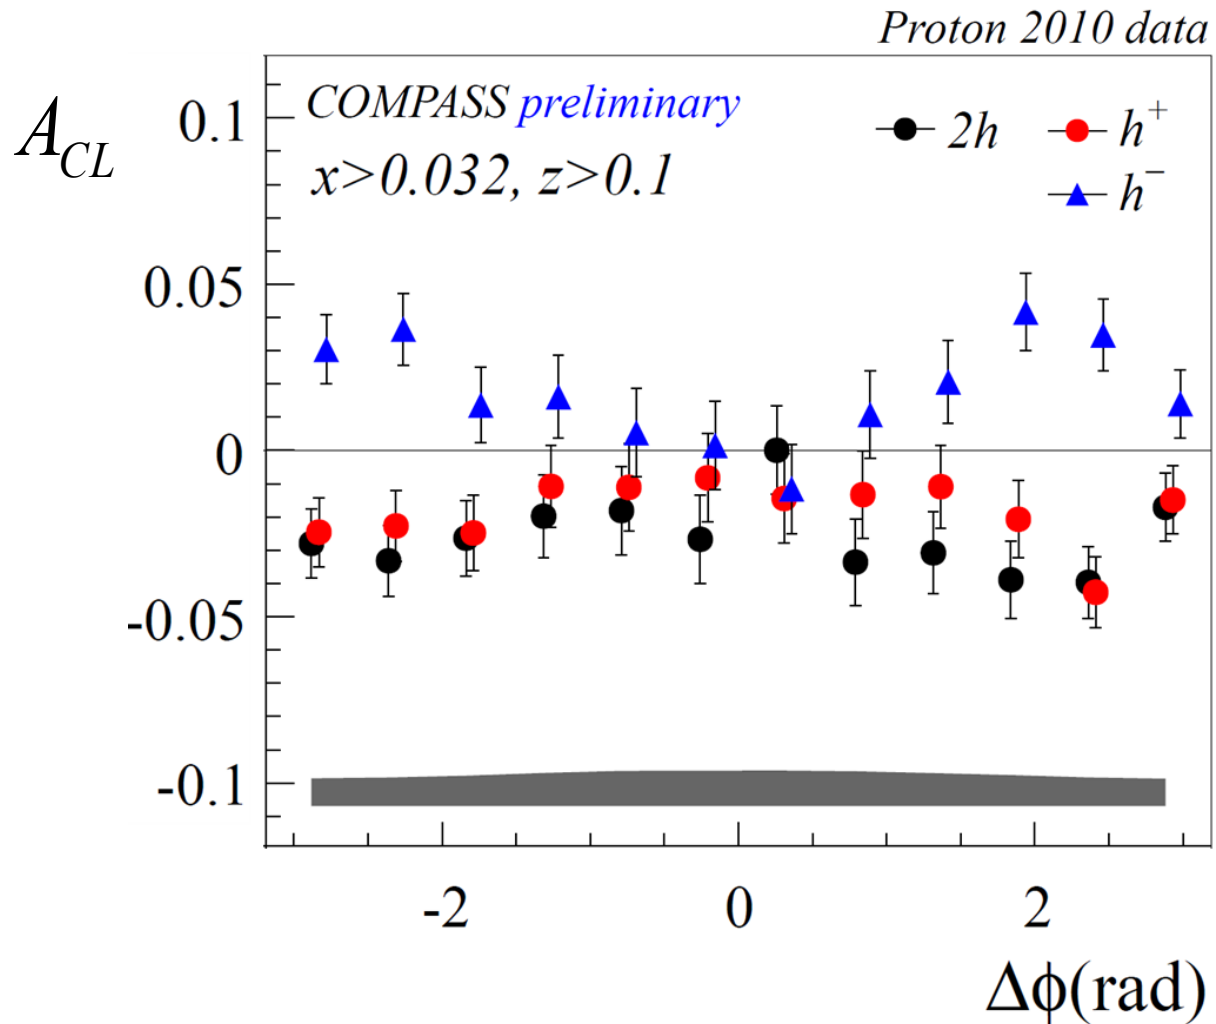 Proton 2010 data
A_CL
COMPASS preliminary
x>0.032, z>0.1
2h
h⁺
h⁻
0.1
0.05
0
-0.05
-0.1
-2 0 2
Δϕ(rad)